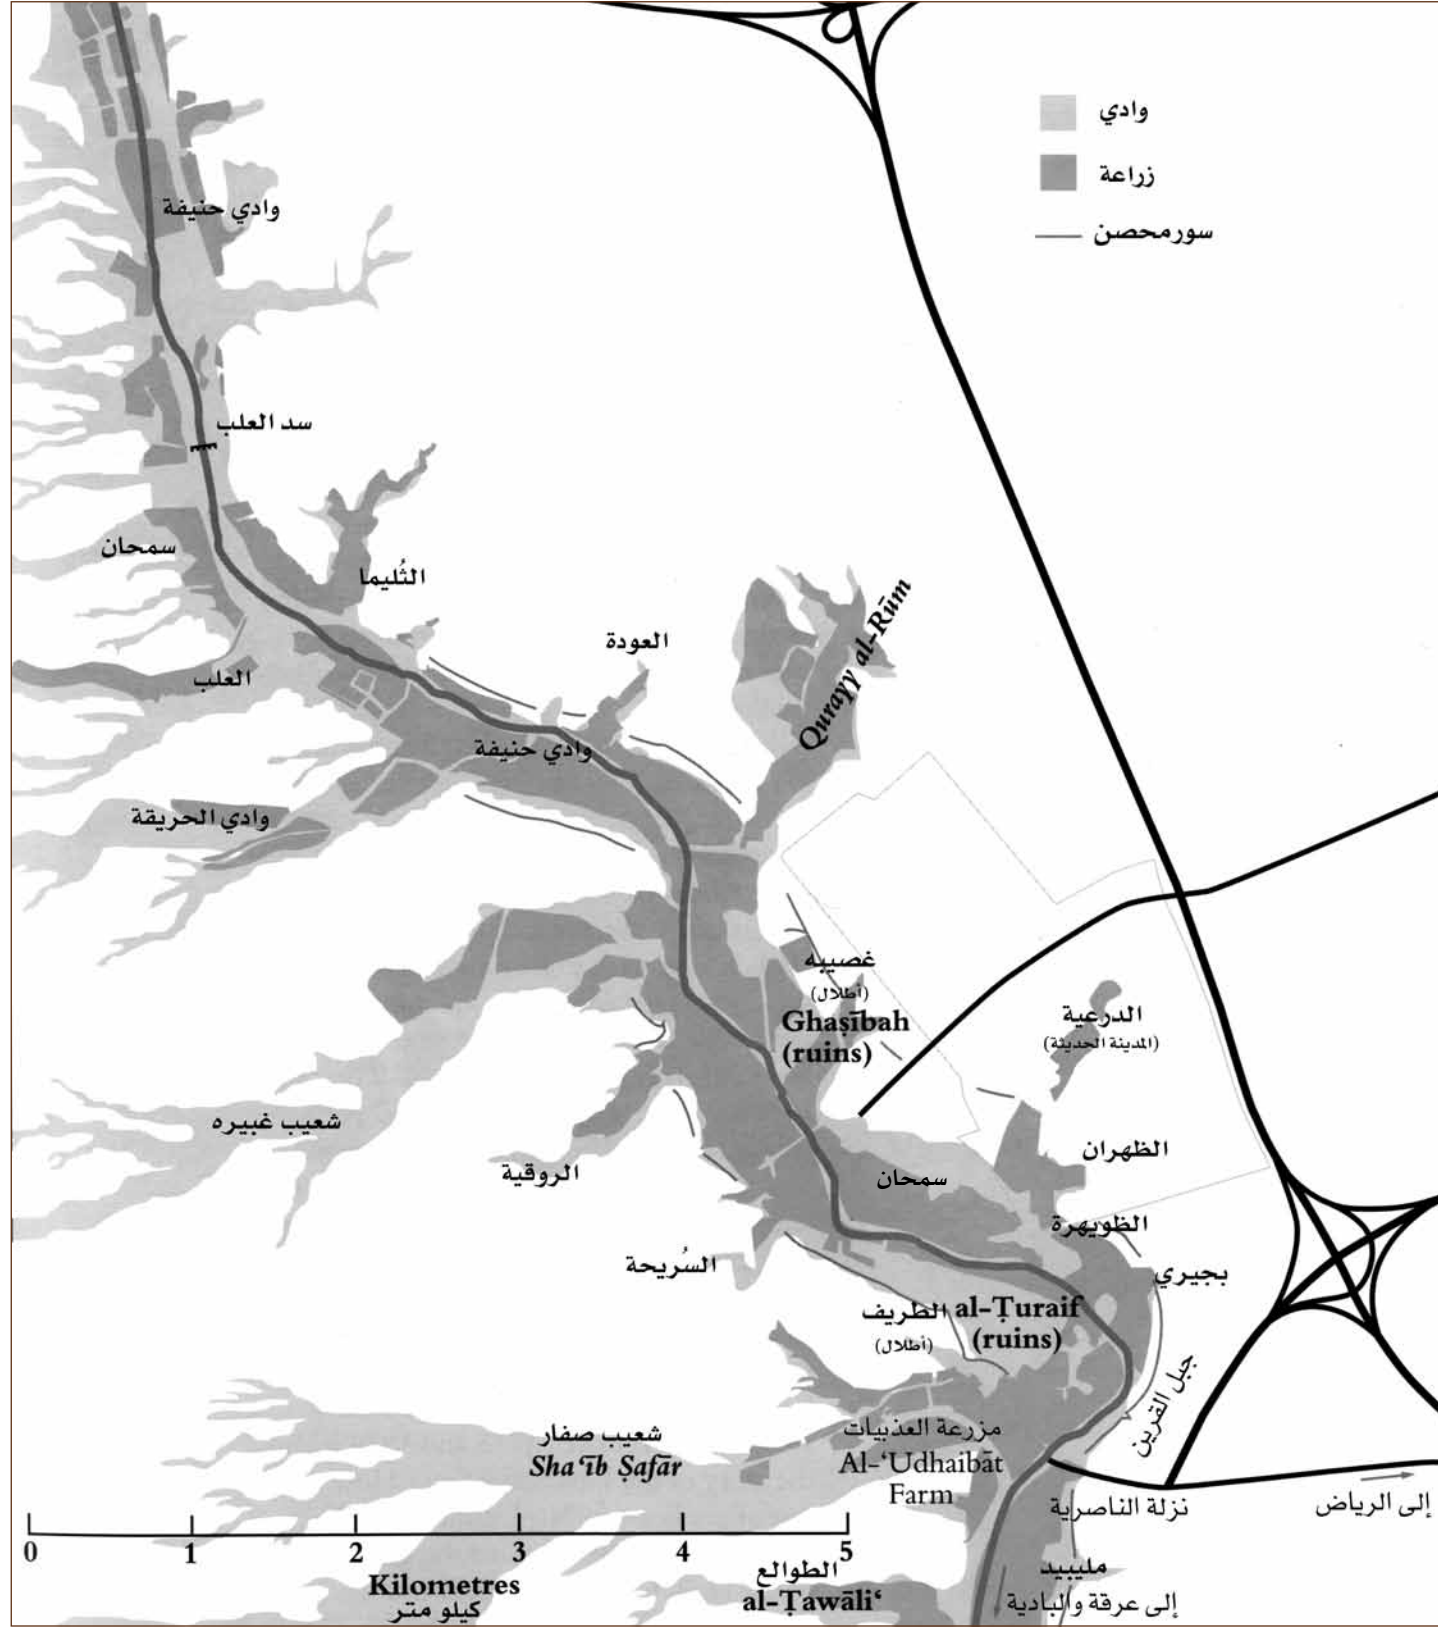 وادي
زراعة
سورمحصن
وادي حنيفة
سد العلب
سمحان
الثُليما
العودة
Qurayy al-Rūm
العلب
وادي حنيفة
وادي الحريقة
غصيبه
(أطلال)
Ghaṣībah
(ruins)
الدرعية
(المدينة الحديثة)
شعيب غبيره
الروقية
الظهران
سمحان
الظويهرة
السُريحة
بجيري
الطريف
(أطلال)
al-Ṭuraif
(ruins)
جبل القرين
مزرعة العذبيات
Al-‘Udhaibāt
Farm
شعيب صفار
Sha‘īb Ṣafār
نزلة الناصرية
إلى الرياض
0 1 2 3 4 5
Kilometres
كيلو متر
الطوالع
al-Ṭawāli‘
مليبيد
إلى عرقة والبادية